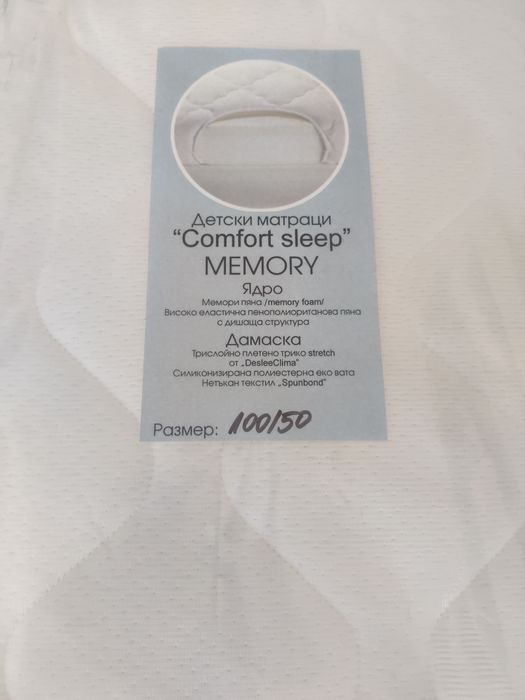 Детски матраци
“Comfort sleep”
MEMORY
Ядро
Мемори пяна /memory foam/
Високо еластична пенополиоритановa пяна
с дишаща структура
Дамаска
Трислойно плетено трико stretch
от „DesleeClima”
Силиконизирана полиестерна еко вата
Нетъкан текстил „Spunbond”
Размер: 100/50